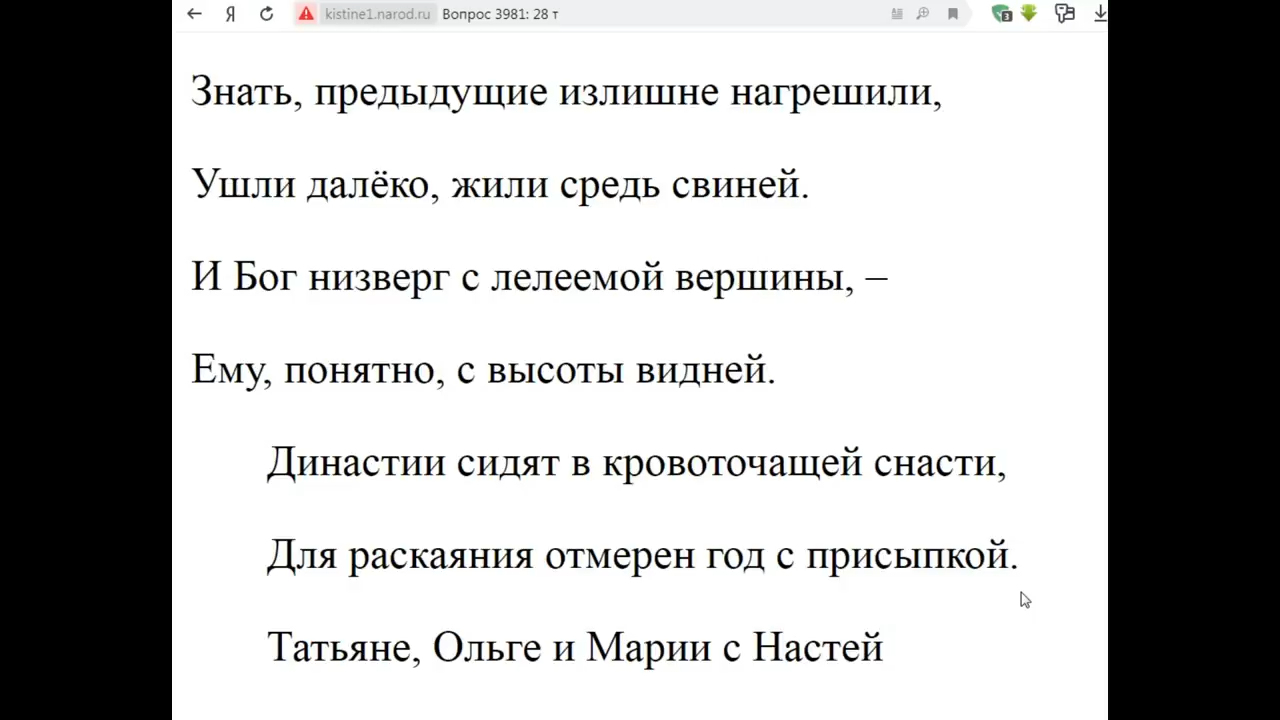 Я kistine1.narod.ru Вопрос 3981: 28 т
3
Знать, предыдущие излишне нагрешили,
Ушли далёко, жили средь свиней.
И Бог низверг с лелеемой вершины, –
Ему, понятно, с высоты видней.
Династии сидят в кровоточащей снасти,
Для раскаяния отмерен год с присыпкой.
Татьяне, Ольге и Марии с Настей